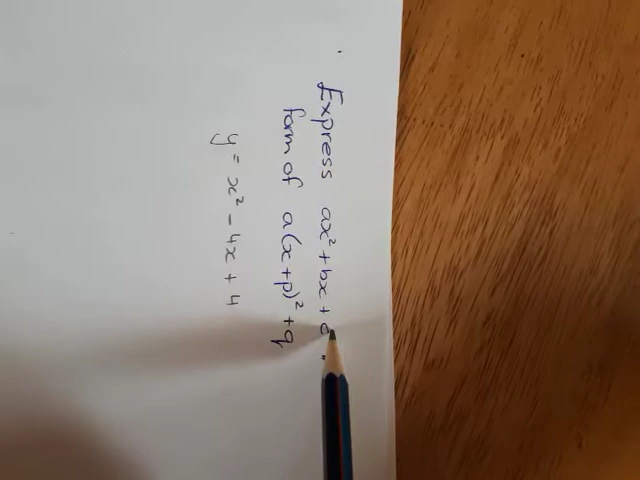 Express ax² + bx + c
form of a(x+p)² + q
y = x² - 4x + 4